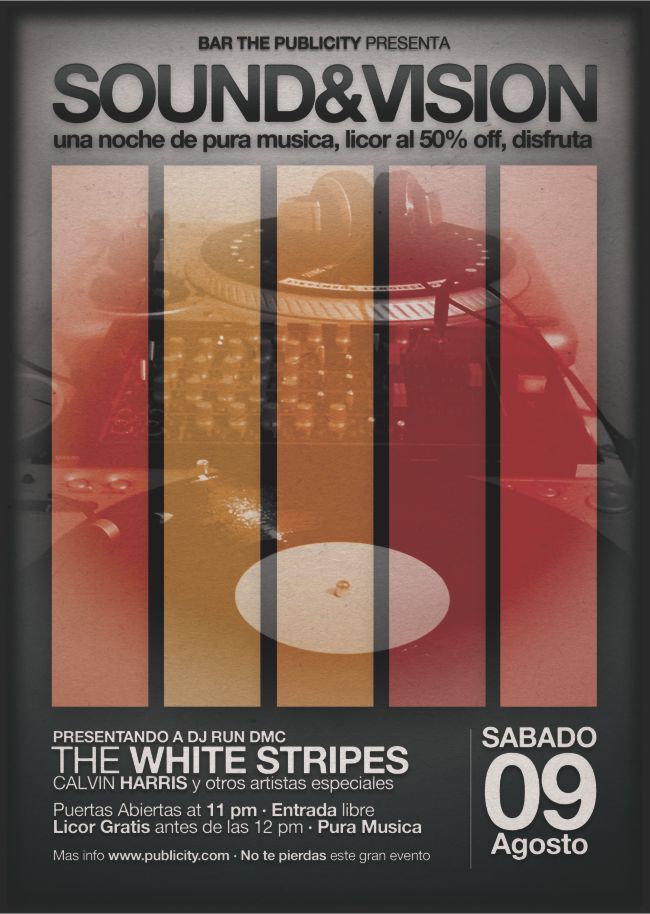 BAR THE PUBLICITY PRESENTA
SOUND&VISION
una noche de pura musica, licor al 50% off, disfruta
PRESENTANDO A DJ RUN DMC
THE WHITE STRIPES
CALVIN HARRIS y otros artistas especiales
Puertas Abiertas at 11 pm · Entrada libre
Licor Gratis antes de las 12 pm · Pura Musica
Mas info www.publicity.com · No te pierdas este gran evento
SABADO
09
Agosto